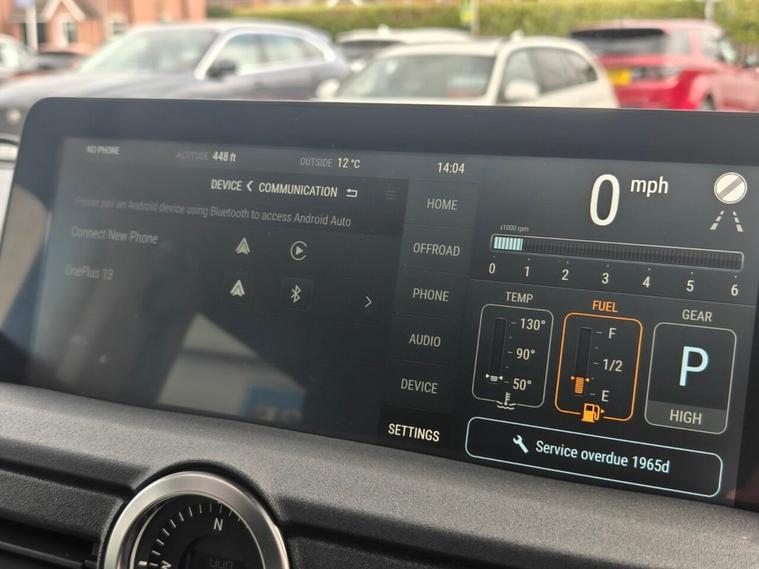 NO PHONE
ALTITUDE 448 ft
OUTSIDE 12 °C
14:04
DEVICE COMMUNICATION
Please pair an Android device using Bluetooth to access Android Auto
Connect New Phone
OnePlus 13
HOME
OFFROAD
PHONE
AUDIO
DEVICE
SETTINGS
0 mph
x1000 rpm
0 1 2 3 4 5 6
TEMP
130°
90°
50°
FUEL
F
1/2
E
GEAR
P
HIGH
Service overdue 1965d
N